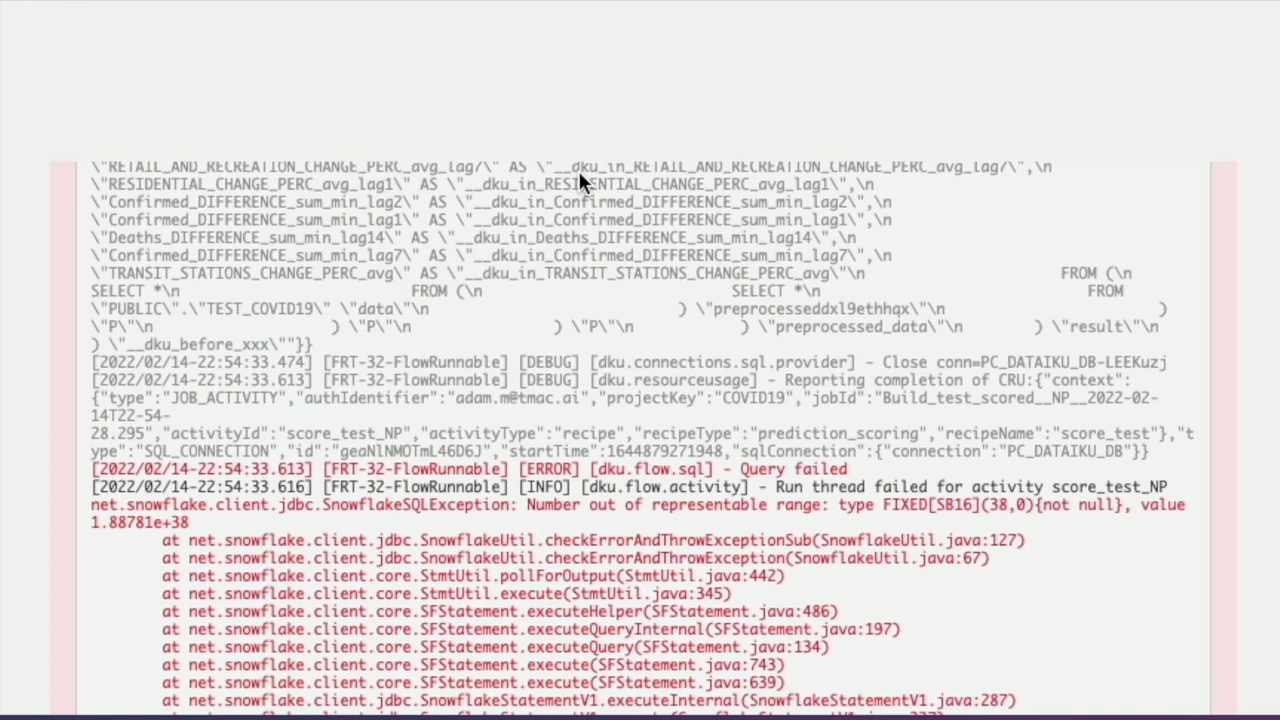 \"RETAIL_AND_RECREATION_CHANGE_PERC_avg_lag7\" AS \"__dku_in_RETAIL_AND_RECREATION_CHANGE_PERC_avg_lag7\",\n
\"RESIDENTIAL_CHANGE_PERC_avg_lag1\" AS \"__dku_in_RESIDENTIAL_CHANGE_PERC_avg_lag1\",\n
\"Confirmed_DIFFERENCE_sum_min_lag2\" AS \"__dku_in_Confirmed_DIFFERENCE_sum_min_lag2\",\n
\"Confirmed_DIFFERENCE_sum_min_lag1\" AS \"__dku_in_Confirmed_DIFFERENCE_sum_min_lag1\",\n
\"Deaths_DIFFERENCE_sum_min_lag14\" AS \"__dku_in_Deaths_DIFFERENCE_sum_min_lag14\",\n
\"Confirmed_DIFFERENCE_sum_min_lag7\" AS \"__dku_in_Confirmed_DIFFERENCE_sum_min_lag7\",\n
\"TRANSIT_STATIONS_CHANGE_PERC_avg\" AS \"__dku_in_TRANSIT_STATIONS_CHANGE_PERC_avg\"\n FROM (\n
SELECT *\n FROM (\n SELECT *\n FROM
\"PUBLIC\".\"TEST_COVID19\" \"data\"\n ) \"preprocesseddxl9ethhqx\"\n )
\"P\"\n ) \"P\"\n ) \"P\"\n ) \"preprocessed_data\"\n ) \"result\"\n
) \"__dku_before_xxx\""}}
[2022/02/14-22:54:33.474] [FRT-32-FlowRunnable] [DEBUG] [dku.connections.sql.provider] - Close conn=PC_DATAIKU_DB-LEEKuzj
[2022/02/14-22:54:33.613] [FRT-32-FlowRunnable] [DEBUG] [dku.resourceusage] - Reporting completion of CRU:{"context":
{"type":"JOB_ACTIVITY","authIdentifier":"adam.m@tmac.ai","projectKey":"COVID19","jobId":"Build_test_scored__NP__2022-02-
14T22-54-
28.295","activityId":"score_test_NP","activityType":"recipe","recipeType":"prediction_scoring","recipeName":"score_test"},"t
ype":"SQL_CONNECTION","id":"geaNlNMOTmL46D6J","startTime":1644879271948,"sqlConnection":{"connection":"PC_DATAIKU_DB"}}
[2022/02/14-22:54:33.613] [FRT-32-FlowRunnable] [ERROR] [dku.flow.sql] - Query failed
[2022/02/14-22:54:33.616] [FRT-32-FlowRunnable] [INFO] [dku.flow.activity] - Run thread failed for activity score_test_NP
net.snowflake.client.jdbc.SnowflakeSQLException: Number out of representable range: type FIXED[SB16](38,0){not null}, value
1.88781e+38
at net.snowflake.client.jdbc.SnowflakeUtil.checkErrorAndThrowExceptionSub(SnowflakeUtil.java:127)
at net.snowflake.client.jdbc.SnowflakeUtil.checkErrorAndThrowException(SnowflakeUtil.java:67)
at net.snowflake.client.core.StmtUtil.pollForOutput(StmtUtil.java:442)
at net.snowflake.client.core.StmtUtil.execute(StmtUtil.java:345)
at net.snowflake.client.core.SFStatement.executeHelper(SFStatement.java:486)
at net.snowflake.client.core.SFStatement.executeQueryInternal(SFStatement.java:197)
at net.snowflake.client.core.SFStatement.executeQuery(SFStatement.java:134)
at net.snowflake.client.core.SFStatement.execute(SFStatement.java:743)
at net.snowflake.client.core.SFStatement.execute(SFStatement.java:639)
at net.snowflake.client.jdbc.SnowflakeStatementV1.executeInternal(SnowflakeStatementV1.java:287)